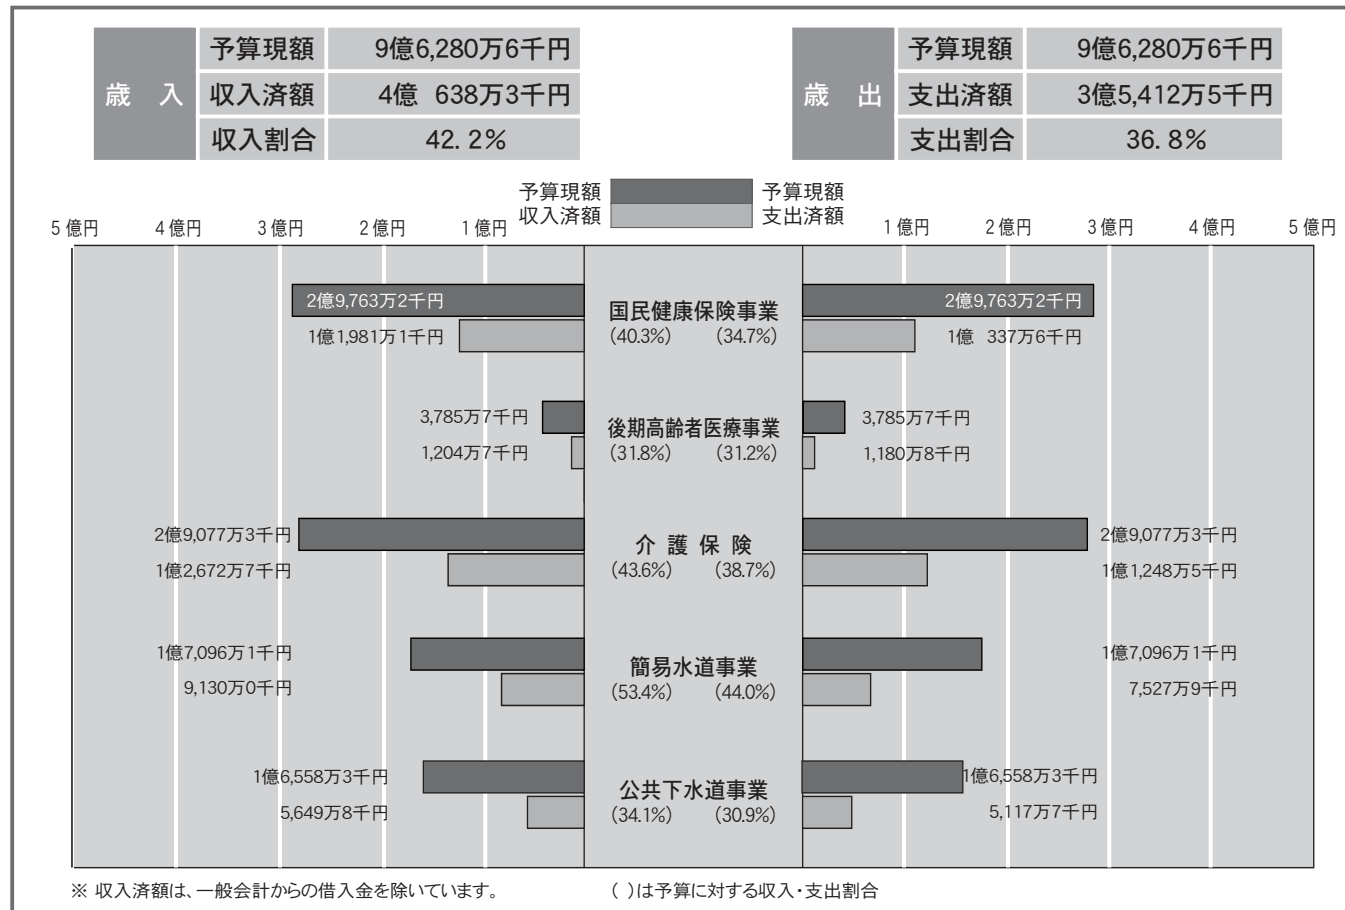 歳　入
予算現額　9億6,280万6千円
収入済額　4億　638万3千円
収入割合　42.2%
歳　出
予算現額　9億6,280万6千円
支出済額　3億5,412万5千円
支出割合　36.8%
予算現額　予算現額
収入済額　支出済額
5億円　4億円　3億円　2億円　1億円　1億円　2億円　3億円　4億円　5億円
2億9,763万2千円　国民健康保険事業　2億9,763万2千円
1億1,981万1千円　(40.3%)　(34.7%)　1億　337万6千円
3,785万7千円　後期高齢者医療事業　3,785万7千円
1,204万7千円　(31.8%)　(31.2%)　1,180万8千円
2億9,077万3千円　介護保険　2億9,077万3千円
1億2,672万7千円　(43.6%)　(38.7%)　1億1,248万5千円
1億7,096万1千円　簡易水道事業　1億7,096万1千円
9,130万0千円　(53.4%)　(44.0%)　7,527万9千円
1億6,558万3千円　公共下水道事業　1億6,558万3千円
5,649万8千円　(34.1%)　(30.9%)　5,117万7千円
※ 収入済額は、一般会計からの借入金を除いています。　( )は予算に対する収入・支出割合